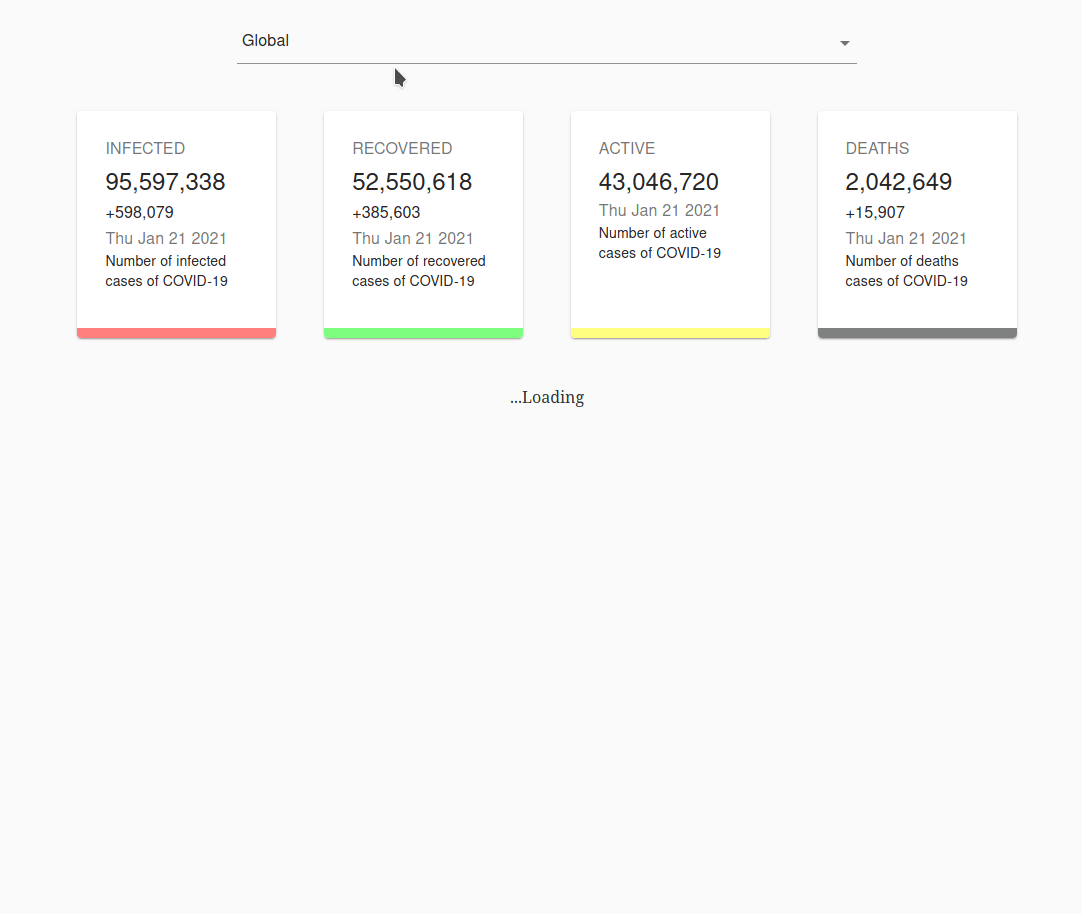 Global
INFECTED
95,597,338
+598,079
Thu Jan 21 2021
Number of infected
cases of COVID-19
RECOVERED
52,550,618
+385,603
Thu Jan 21 2021
Number of recovered
cases of COVID-19
ACTIVE
43,046,720
Thu Jan 21 2021
Number of active
cases of COVID-19
DEATHS
2,042,649
+15,907
Thu Jan 21 2021
Number of deaths
cases of COVID-19
...Loading